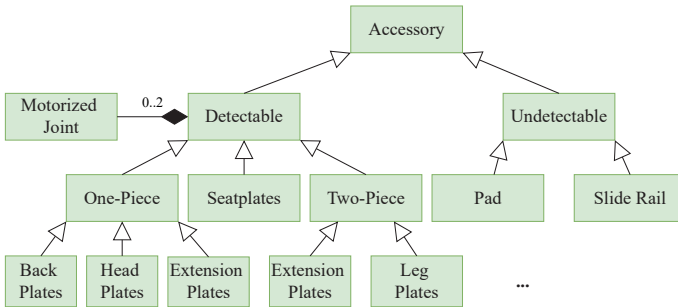 Accessory
0..2
Motorized
Joint
Detectable
Undetectable
One-Piece
Seatplates
Two-Piece
Pad
Slide Rail
Back
Plates
Head
Plates
Extension
Plates
Extension
Plates
Leg
Plates
...